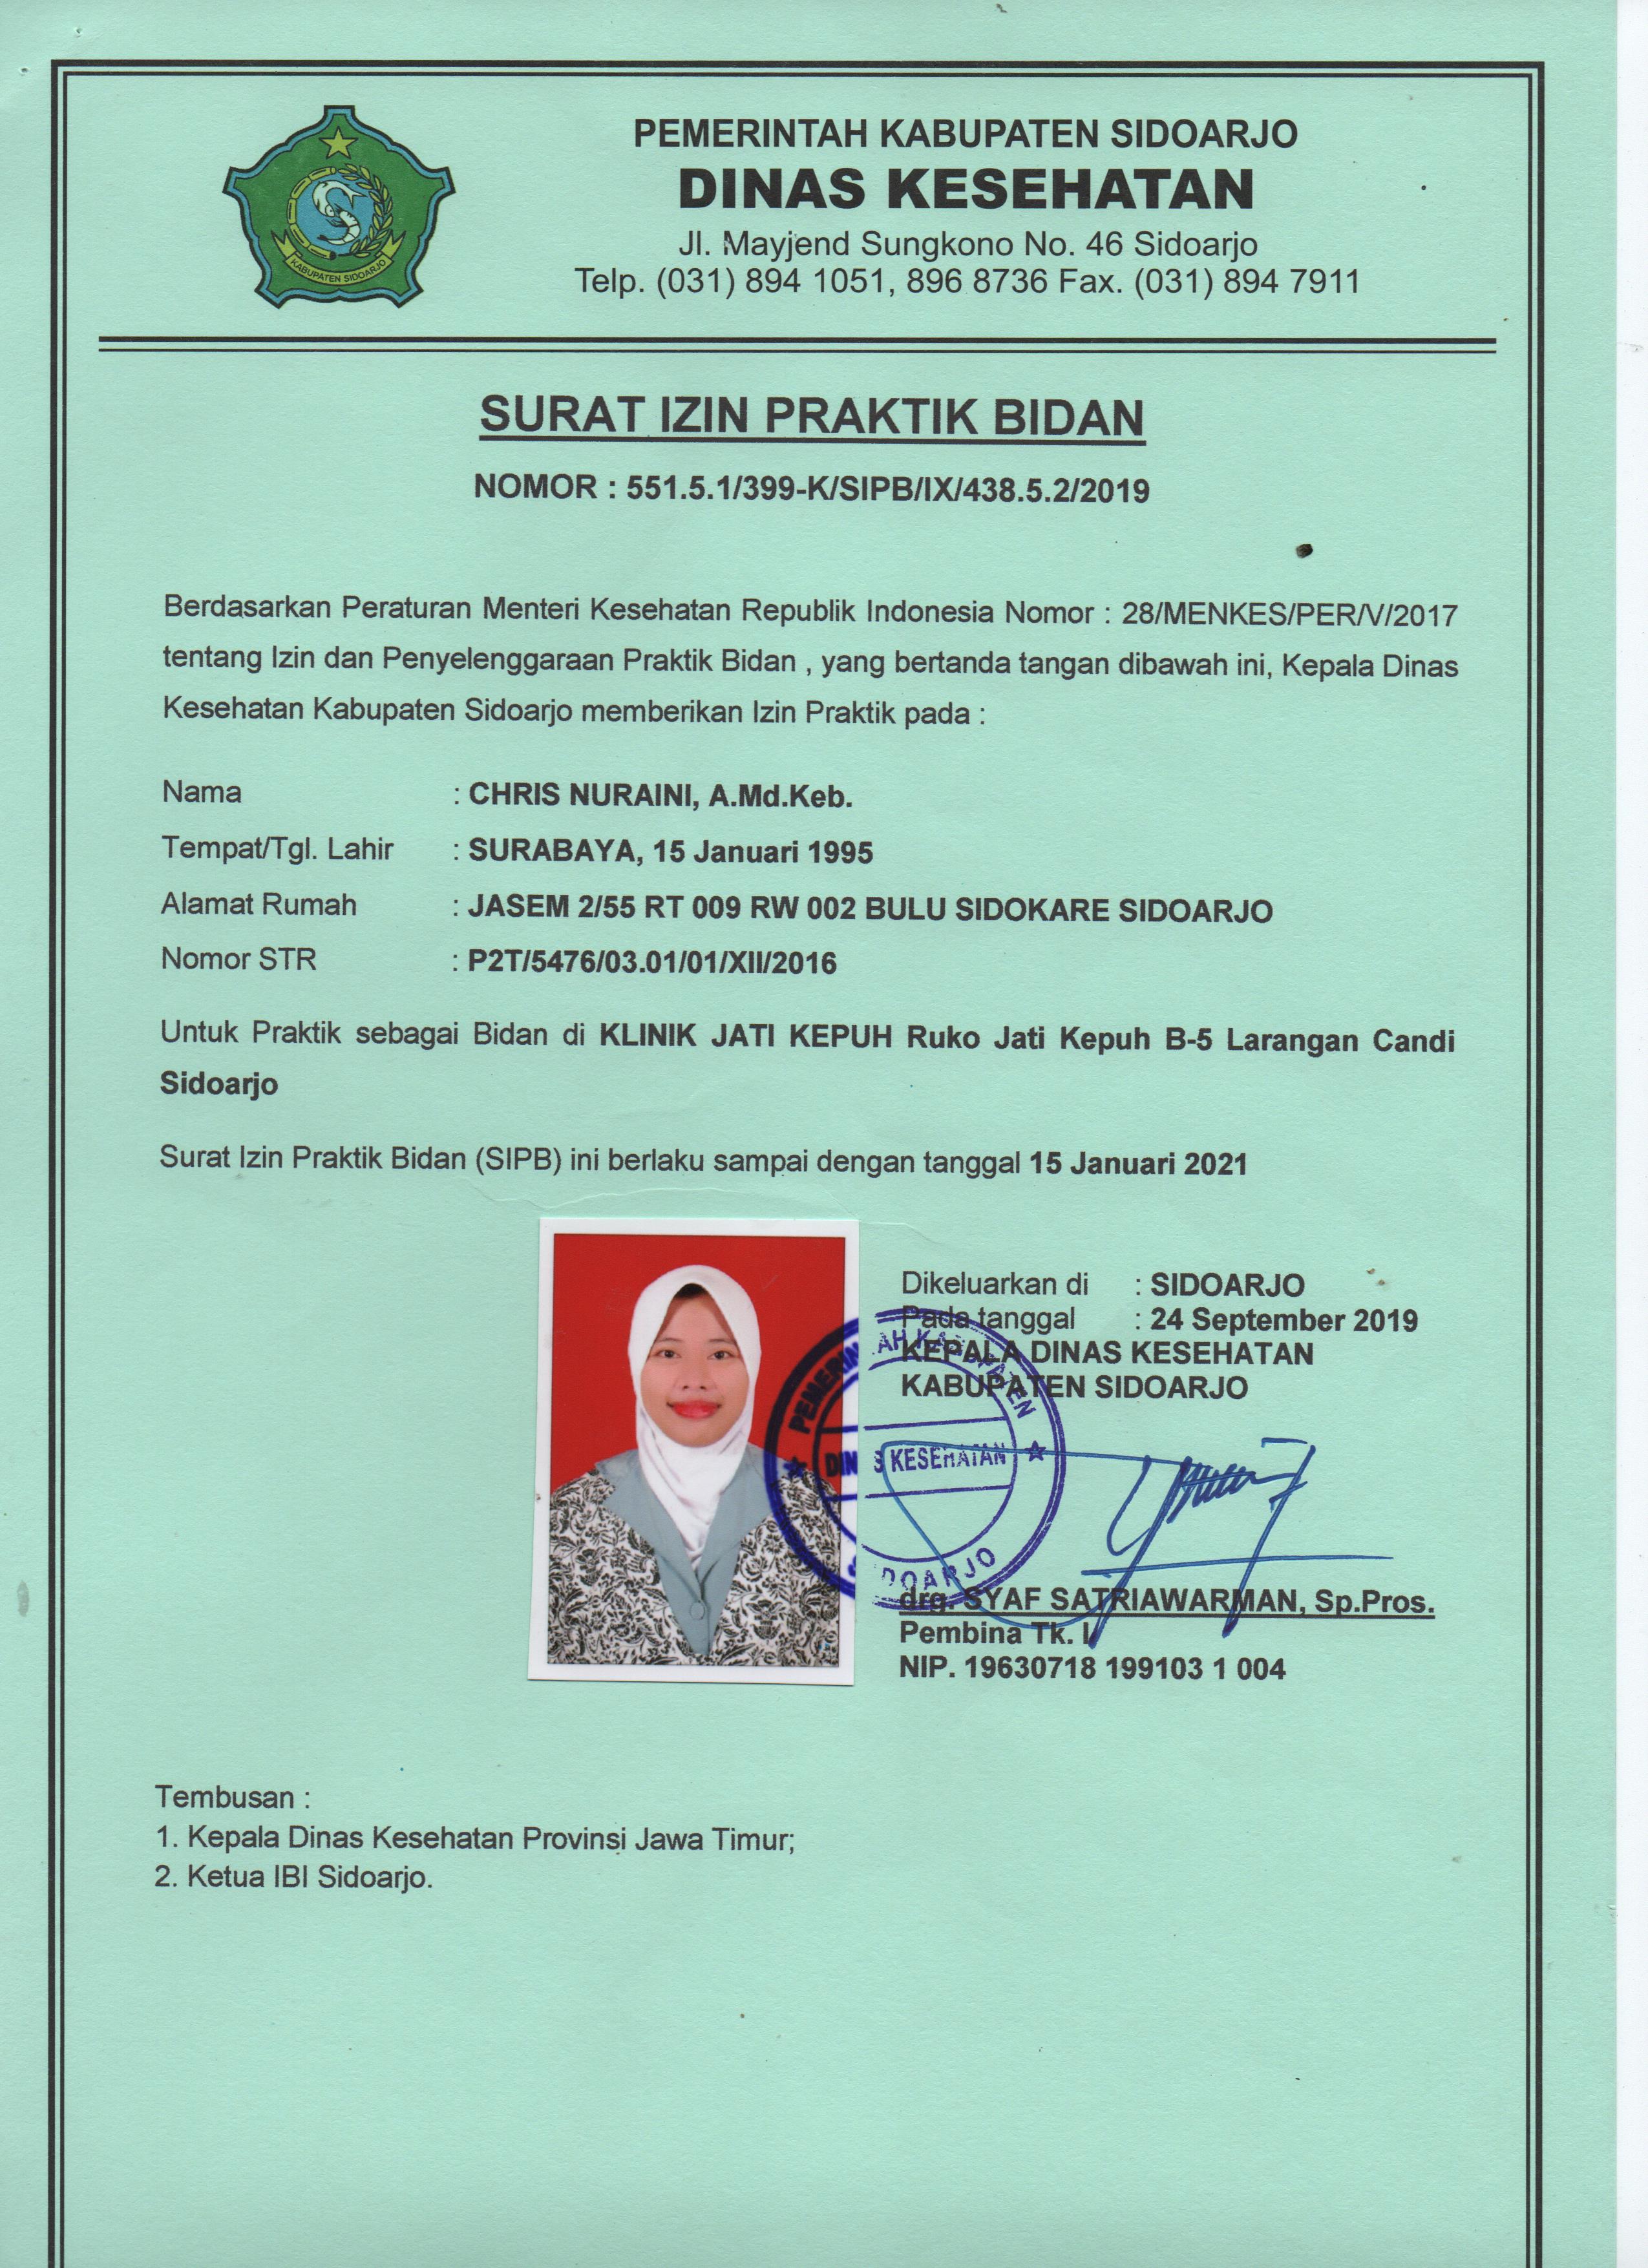 KABUPATEN SIDOARJO
PEMERINTAH KABUPATEN SIDOARJO
DINAS KESEHATAN
Jl. Mayjend Sungkono No. 46 Sidoarjo
Telp. (031) 894 1051, 896 8736 Fax. (031) 894 7911
SURAT IZIN PRAKTIK BIDAN
NOMOR : 551.5.1/399-K/SIPB/IX/438.5.2/2019
Berdasarkan Peraturan Menteri Kesehatan Republik Indonesia Nomor : 28/MENKES/PER/V/2017
tentang Izin dan Penyelenggaraan Praktik Bidan , yang bertanda tangan dibawah ini, Kepala Dinas
Kesehatan Kabupaten Sidoarjo memberikan Izin Praktik pada :
Nama : CHRIS NURAINI, A.Md.Keb.
Tempat/Tgl. Lahir : SURABAYA, 15 Januari 1995
Alamat Rumah : JASEM 2/55 RT 009 RW 002 BULU SIDOKARE SIDOARJO
Nomor STR : P2T/5476/03.01/01/XII/2016
Untuk Praktik sebagai Bidan di KLINIK JATI KEPUH Ruko Jati Kepuh B-5 Larangan Candi
Sidoarjo
Surat Izin Praktik Bidan (SIPB) ini berlaku sampai dengan tanggal 15 Januari 2021
Dikeluarkan di : SIDOARJO
Pada tanggal : 24 September 2019
KEPALA DINAS KESEHATAN
KABUPATEN SIDOARJO
DINAS KESEHATAN
drg. SYAF SATRIAWARMAN, Sp.Pros.
Pembina Tk. I
NIP. 19630718 199103 1 004
Tembusan :
1. Kepala Dinas Kesehatan Provinsi Jawa Timur;
2. Ketua IBI Sidoarjo.